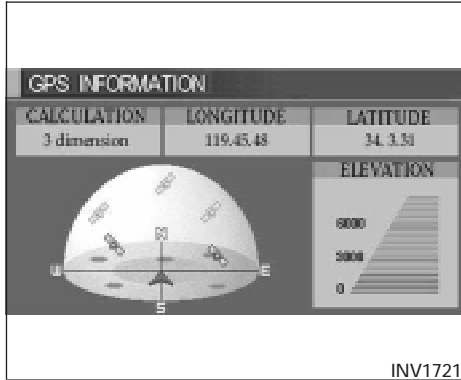 GPS INFORMATION
CALCULATION LONGITUDE LATITUDE
3 dimension 119.45.48 34. 3.31
ELEVATION
6000
3000
0
N
W E
S
INV1721